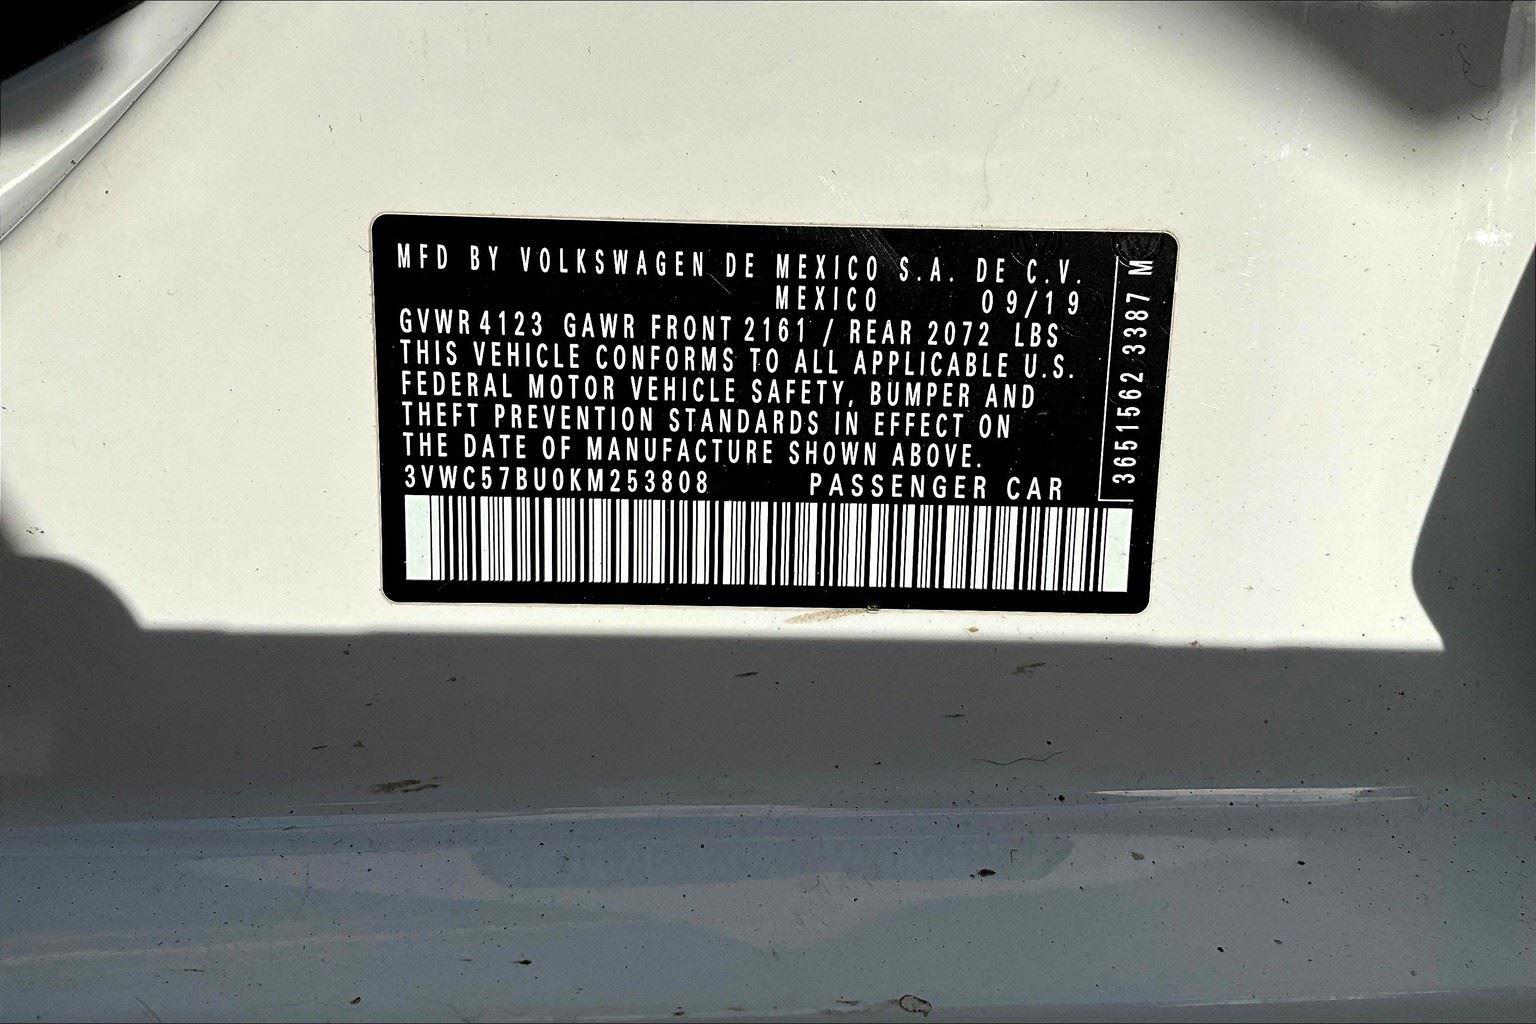 MFD BY VOLKSWAGEN DE MEXICO S.A. DE C.V.
MEXICO 09/19
GVWR 4123 GAWR FRONT 2161 / REAR 2072 LBS
THIS VEHICLE CONFORMS TO ALL APPLICABLE U.S.
FEDERAL MOTOR VEHICLE SAFETY, BUMPER AND
THEFT PREVENTION STANDARDS IN EFFECT ON
THE DATE OF MANUFACTURE SHOWN ABOVE.
3VWC57BU0KM253808 PASSENGER CAR
3651562 3387 M